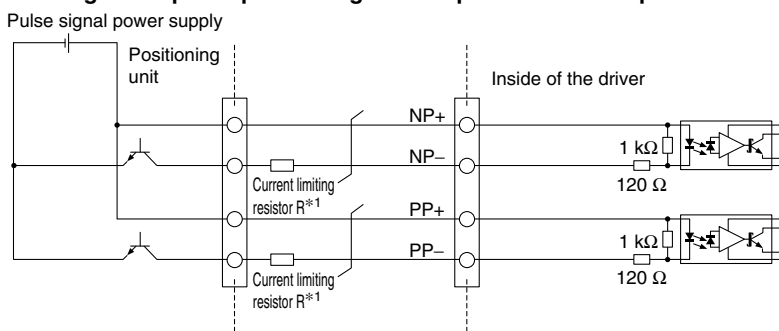 Pulse signal power supply
Positioning
unit
Inside of the driver
NP+
NP−
1 kΩ
120 Ω
Current limiting
resistor R*1
PP+
PP−
1 kΩ
120 Ω
Current limiting
resistor R*1